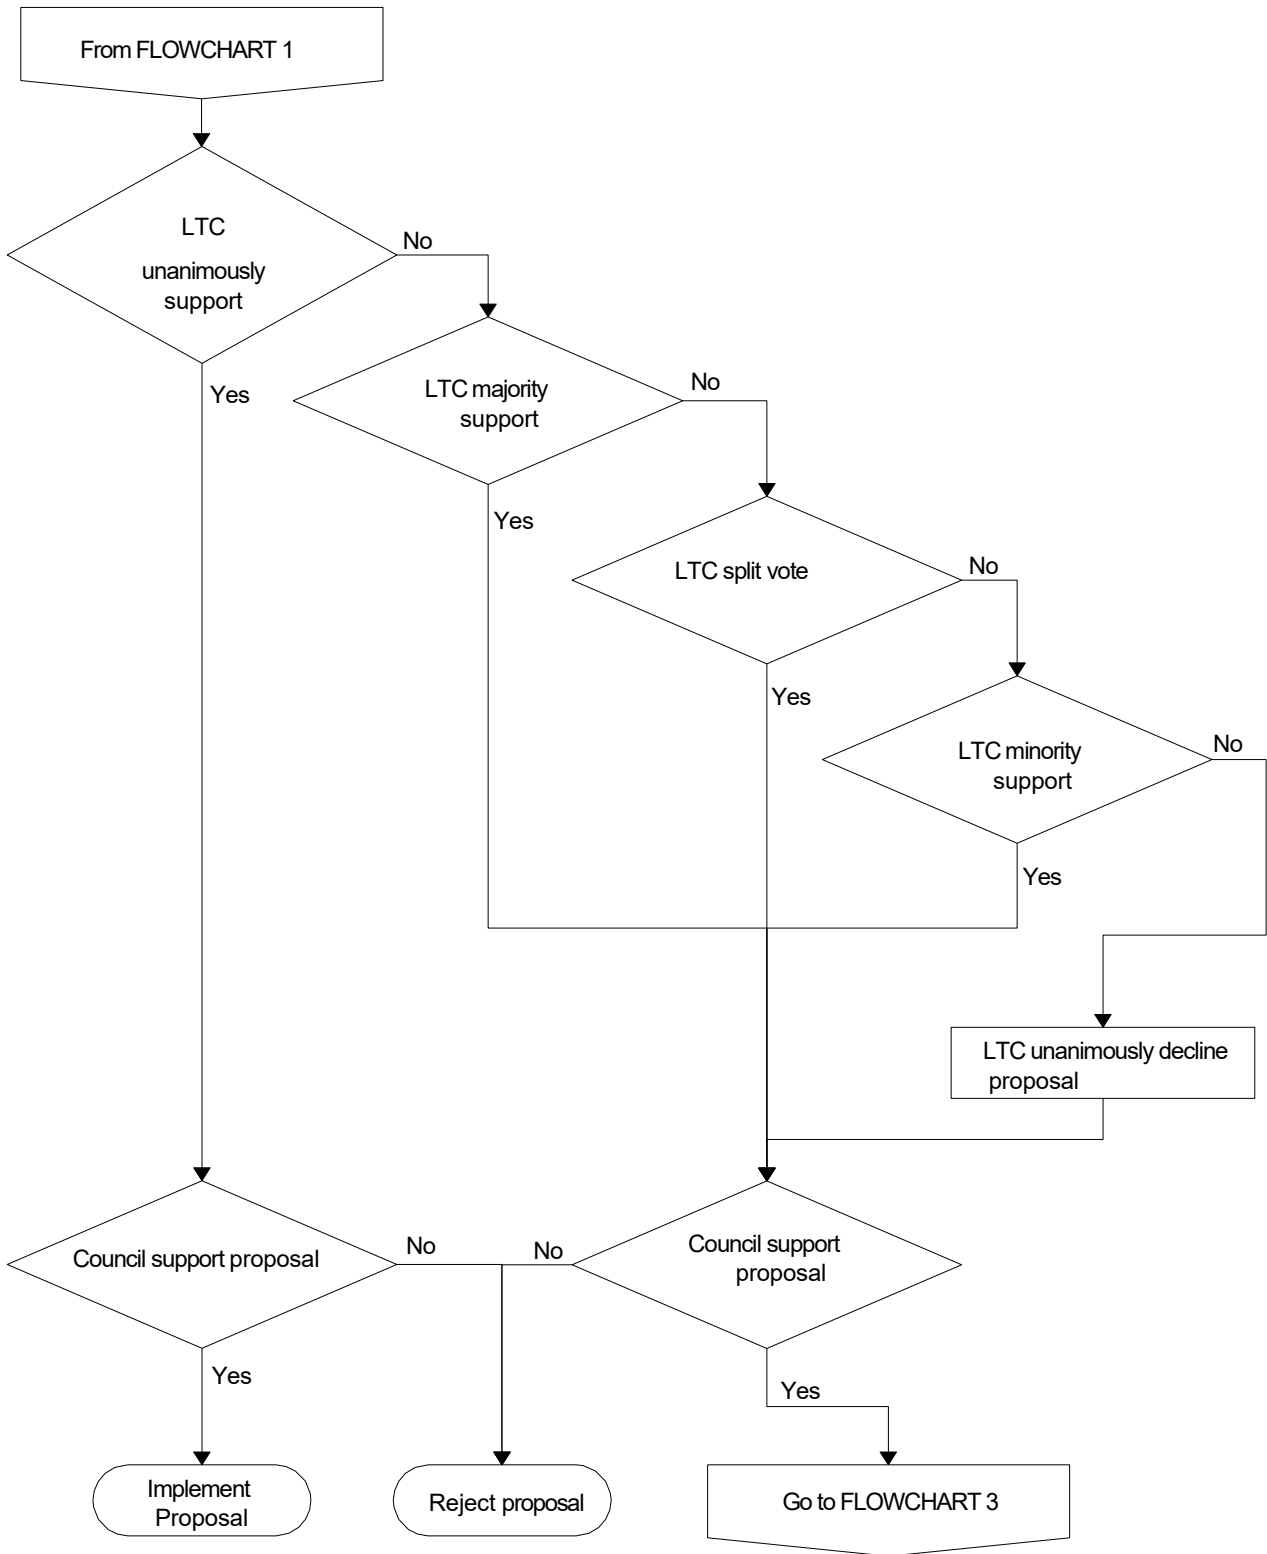 From FLOWCHART 1
LTC
unanimously
support
No
Yes
LTC majority
support
No
Yes
LTC split vote
No
Yes
LTC minority
support
No
Yes
LTC unanimously decline
proposal
Council support proposal
No
No
Council support
proposal
Yes
Yes
Implement
Proposal
Reject proposal
Go to FLOWCHART 3